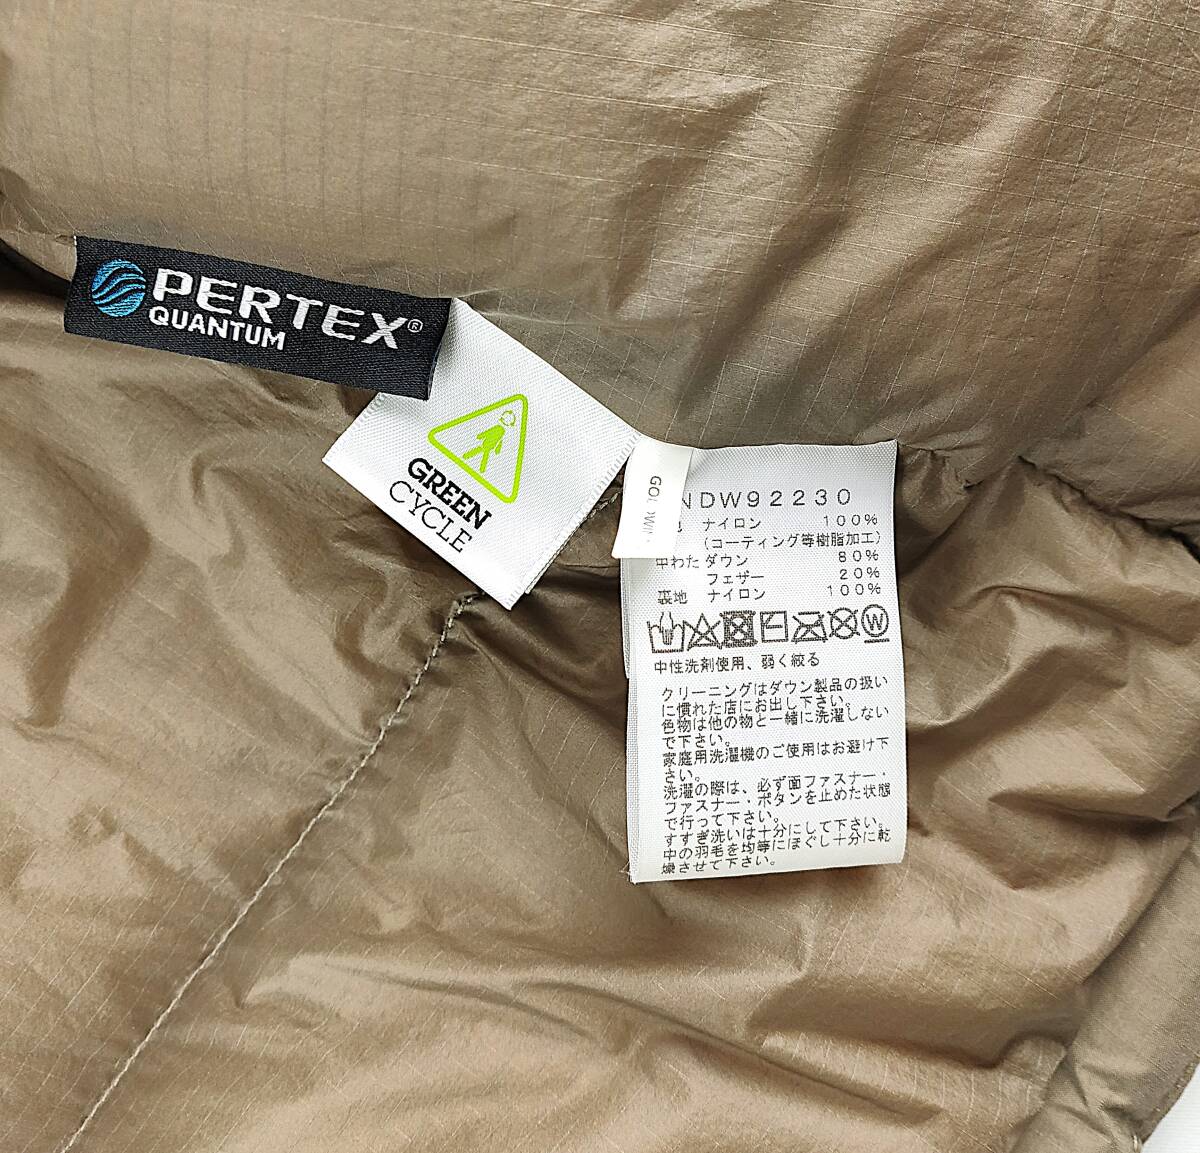 PERTEX®
QUANTUM
GREEN
CYCLE
NDW92230
ナイロン 100%
(コーティング等樹脂加工)
中わた ダウン 80%
フェザー 20%
裏地 ナイロン 100%
W
中性洗剤使用、弱く絞る
クリーニングはダウン製品の扱い
に慣れた店にお出し下さい。
色物は他の物と一緒に洗濯しない
で下さい。
家庭用洗濯機のご使用はお避け下
さい。
洗濯の際は、必ず面ファスナー・
ファスナー・ボタンを止めた状態
で行って下さい。
すすぎ洗いは十分にして下さい。
中の羽毛を均等にほぐし十分に乾
燥させて下さい。